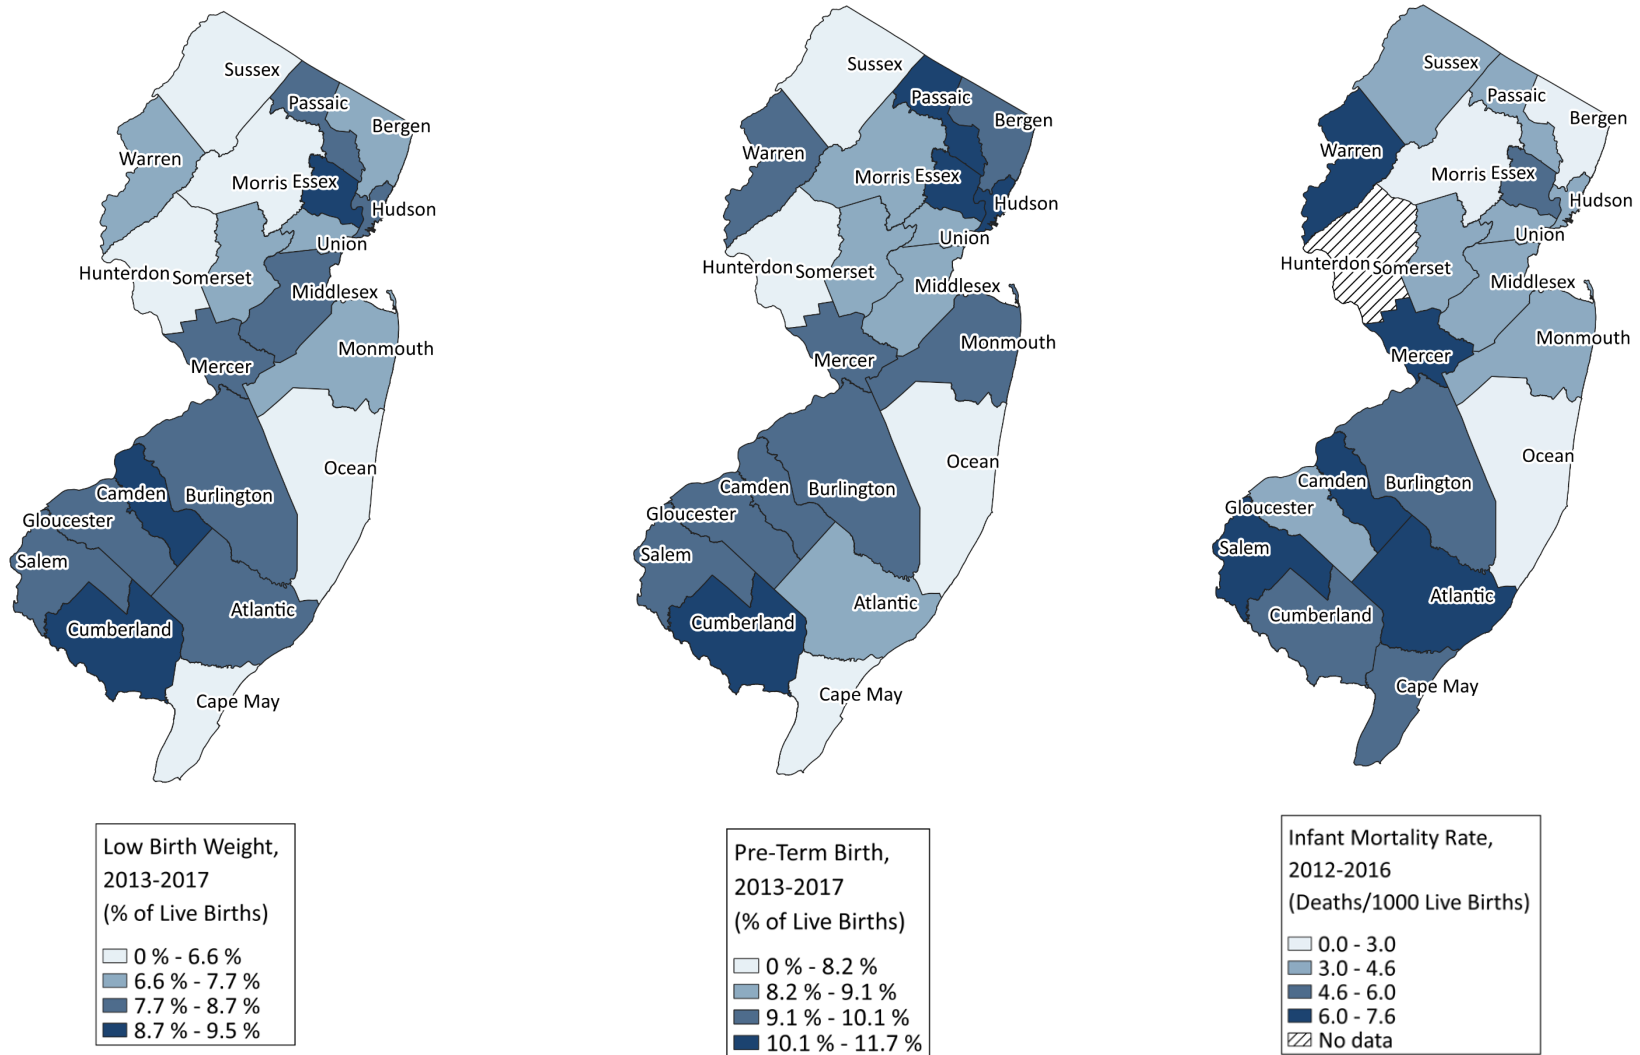 Sussex
Passaic
Bergen
Warren
Morris
Essex
Hudson
Union
Hunterdon
Somerset
Middlesex
Monmouth
Mercer
Ocean
Camden
Burlington
Gloucester
Salem
Atlantic
Cumberland
Cape May
Low Birth Weight,
2013-2017
(% of Live Births)
0 % - 6.6 %
6.6 % - 7.7 %
7.7 % - 8.7 %
8.7 % - 9.5 %
Sussex
Passaic
Bergen
Warren
Morris
Essex
Hudson
Union
Hunterdon
Somerset
Middlesex
Monmouth
Mercer
Ocean
Camden
Burlington
Gloucester
Salem
Atlantic
Cumberland
Cape May
Pre-Term Birth,
2013-2017
(% of Live Births)
0 % - 8.2 %
8.2 % - 9.1 %
9.1 % - 10.1 %
10.1 % - 11.7 %
Sussex
Passaic
Bergen
Warren
Morris
Essex
Hudson
Union
Hunterdon
Somerset
Middlesex
Monmouth
Mercer
Ocean
Camden
Burlington
Gloucester
Salem
Atlantic
Cumberland
Cape May
Infant Mortality Rate,
2012-2016
(Deaths/1000 Live Births)
0.0 - 3.0
3.0 - 4.6
4.6 - 6.0
6.0 - 7.6
No data